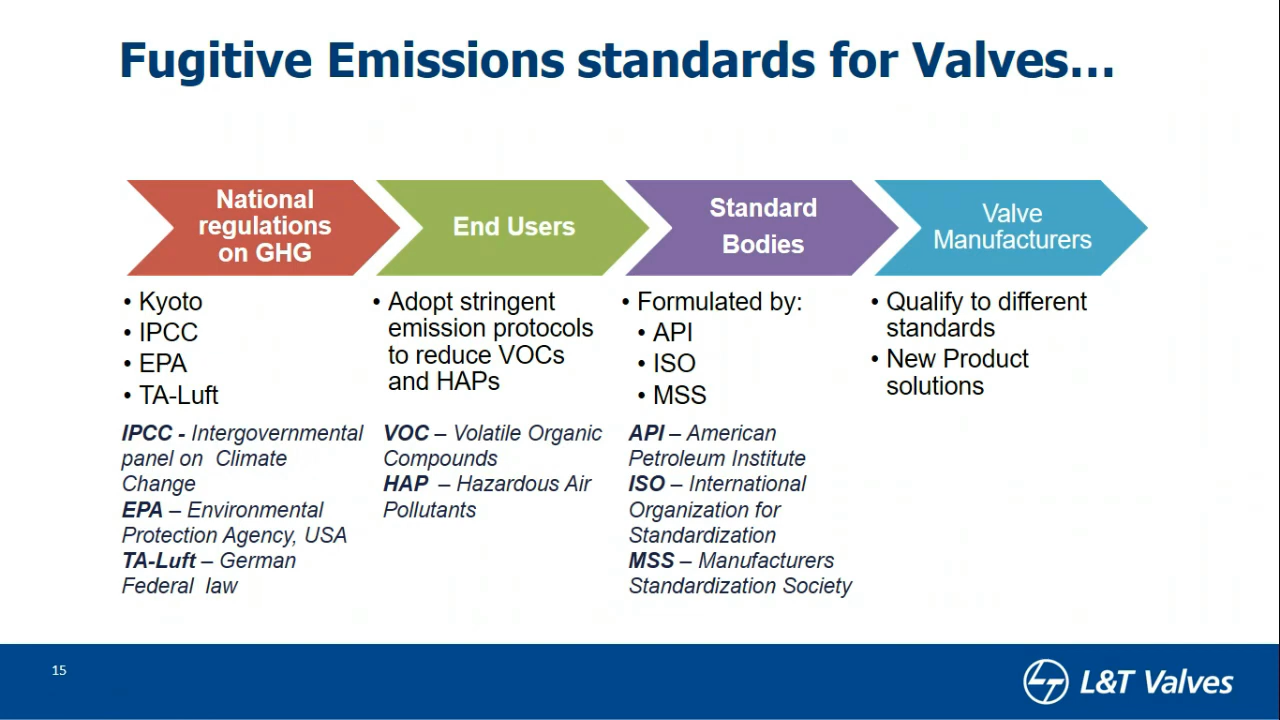 Fugitive Emissions standards for Valves...
National
regulations
on GHG
• Kyoto
• IPCC
• EPA
• TA-Luft
IPCC - Intergovernmental
panel on Climate
Change
EPA – Environmental
Protection Agency, USA
TA-Luft – German
Federal law
End Users
• Adopt stringent
emission protocols
to reduce VOCs
and HAPs
VOC – Volatile Organic
Compounds
HAP – Hazardous Air
Pollutants
Standard
Bodies
• Formulated by:
• API
• ISO
• MSS
API – American
Petroleum Institute
ISO – International
Organization for
Standardization
MSS – Manufacturers
Standardization Society
Valve
Manufacturers
• Qualify to different
standards
• New Product
solutions
15
L&T Valves